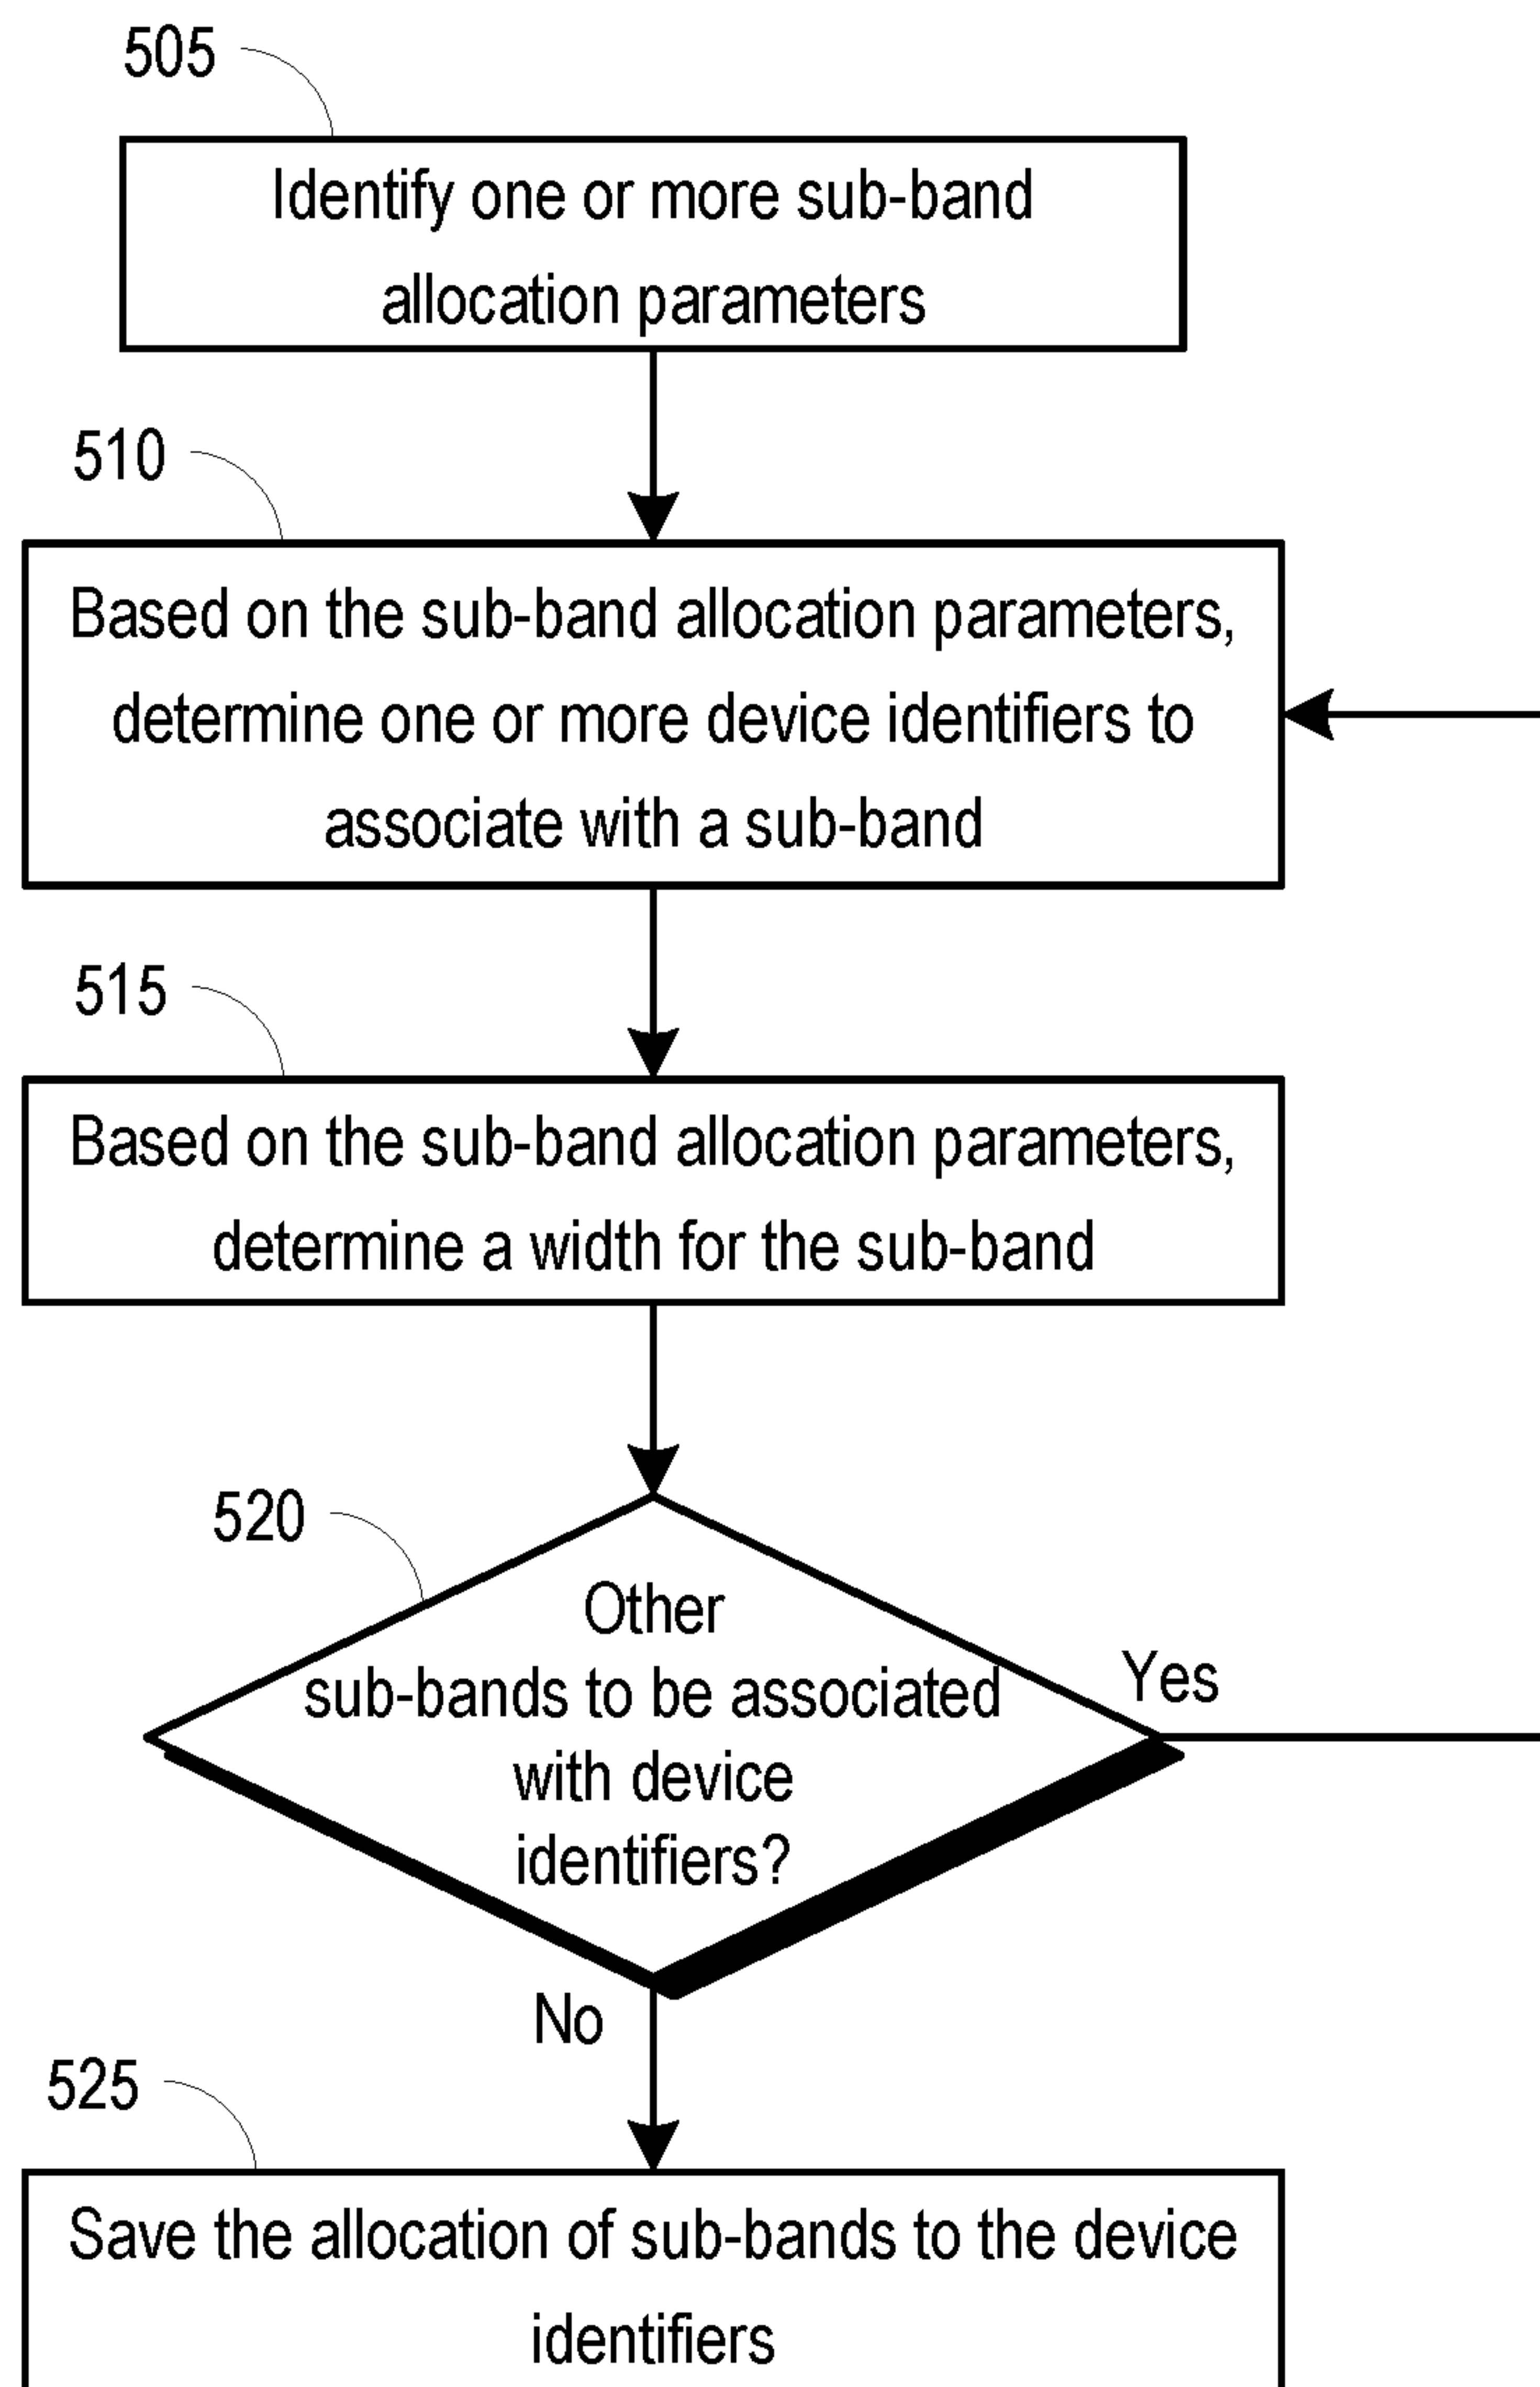 505
Identify one or more sub-band
allocation parameters
510
Based on the sub-band allocation parameters,
determine one or more device identifiers to
associate with a sub-band
515
Based on the sub-band allocation parameters,
determine a width for the sub-band
520
Other
sub-bands to be associated
with device
identifiers?
Yes
No
525
Save the allocation of sub-bands to the device
identifiers